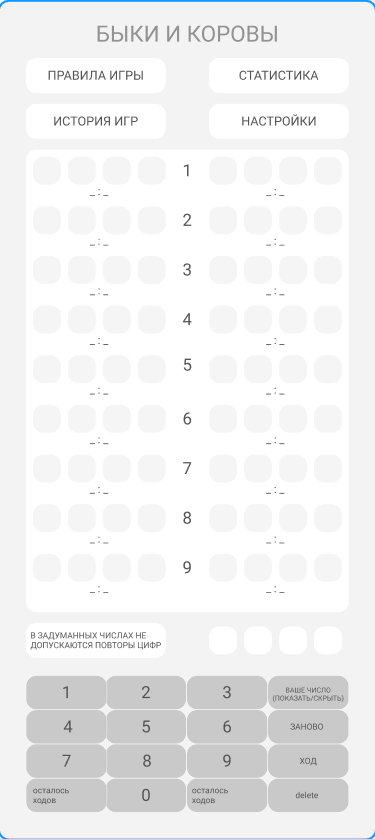 БЫКИ И КОРОВЫ
ПРАВИЛА ИГРЫ
СТАТИСТИКА
ИСТОРИЯ ИГР
НАСТРОЙКИ
1
_ : _ _ : _
2
_ : _ _ : _
3
_ : _ _ : _
4
_ : _ _ : _
5
_ : _ _ : _
6
_ : _ _ : _
7
_ : _ _ : _
8
_ : _ _ : _
9
_ : _ _ : _
В ЗАДУМАННЫХ ЧИСЛАХ НЕ
ДОПУСКАЮТСЯ ПОВТОРЫ ЦИФР
1 2 3
ВАШЕ ЧИСЛО
(ПОКАЗАТЬ/СКРЫТЬ)
4 5 6 ЗАНОВО
7 8 9 ХОД
осталось
ходов
0
осталось
ходов
delete